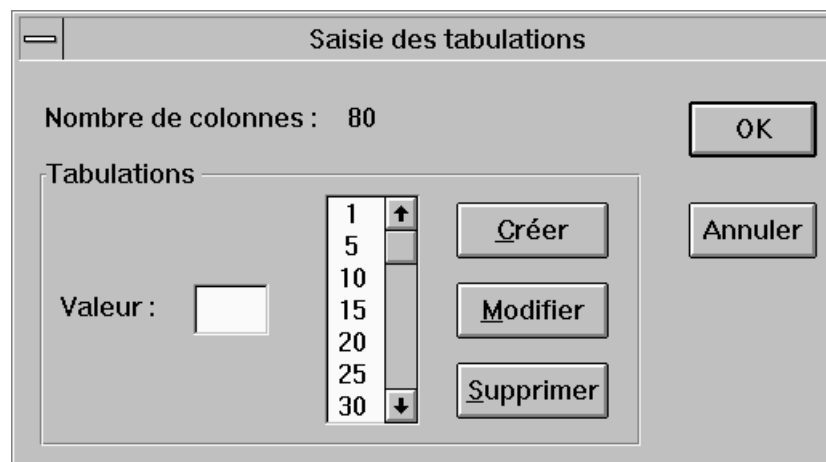 Saisie des tabulations
Nombre de colonnes : 80
OK
Tabulations
Annuler
Valeur :
1
5
10
15
20
25
30
Créer
Modifier
Supprimer